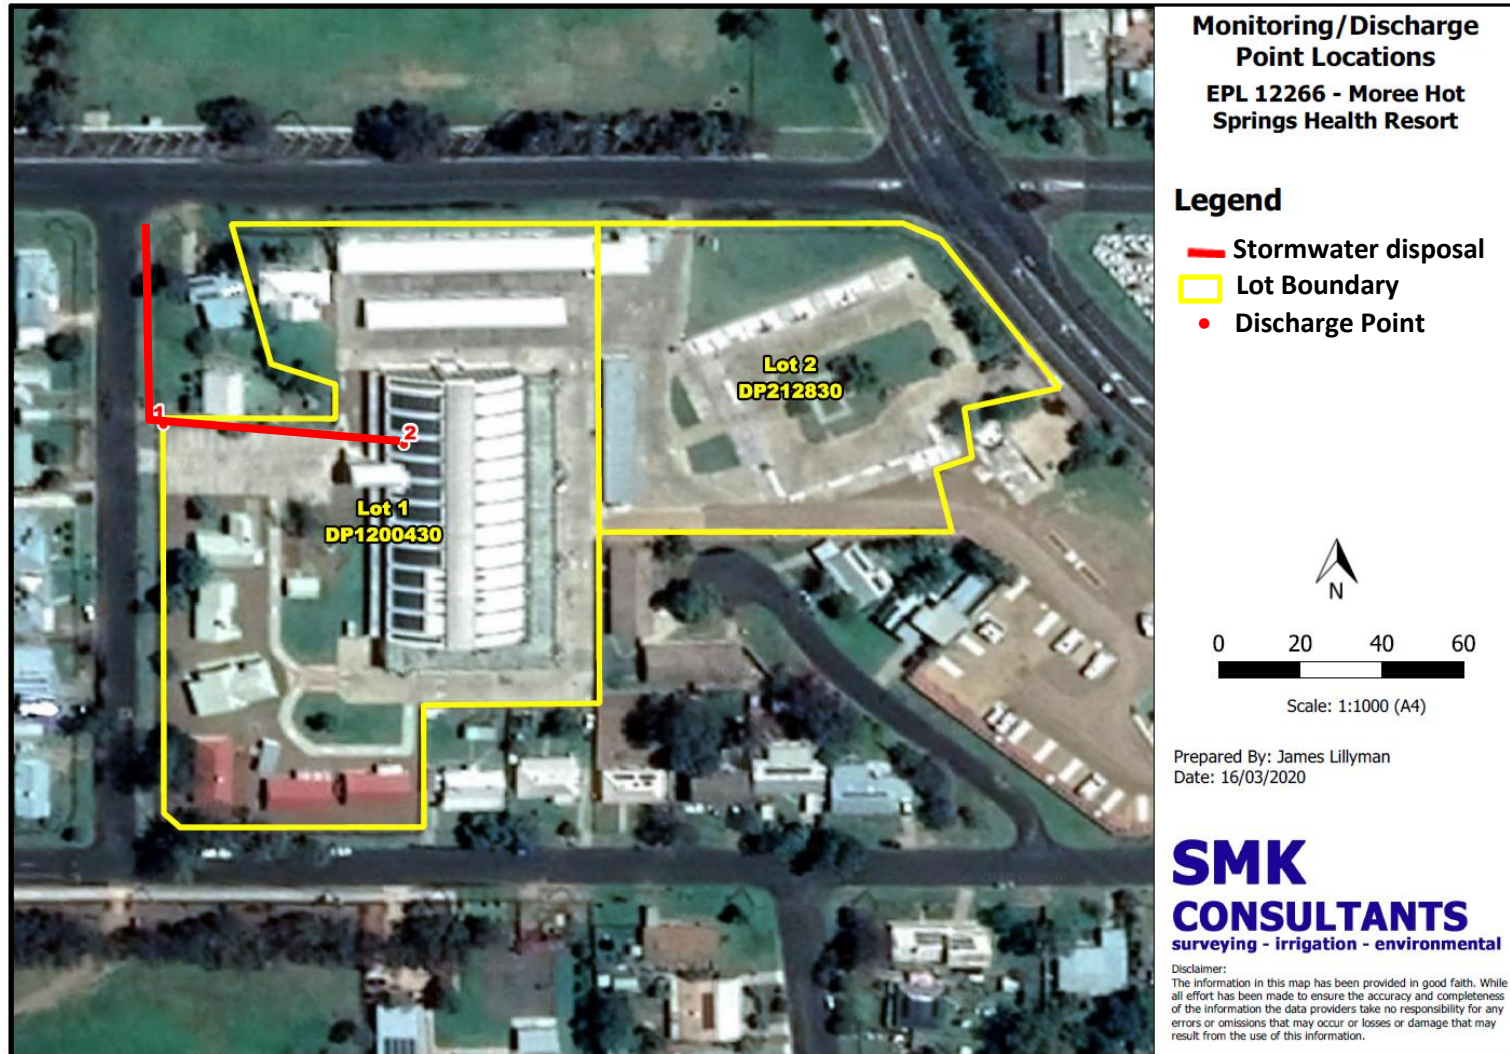 Monitoring/Discharge
Point Locations
EPL 12266 - Moree Hot
Springs Health Resort
Legend
Stormwater disposal
Lot Boundary
Discharge Point
1
2
Lot 1
DP1200430
Lot 2
DP212830
N
0 20 40 60
Scale: 1:1000 (A4)
Prepared By: James Lillyman
Date: 16/03/2020
SMK
CONSULTANTS
surveying - irrigation - environmental
Disclaimer:
The information in this map has been provided in good faith. While
all effort has been made to ensure the accuracy and completeness
of the information the data providers take no responsibility for any
errors or omissions that may occur or losses or damage that may
result from the use of this information.